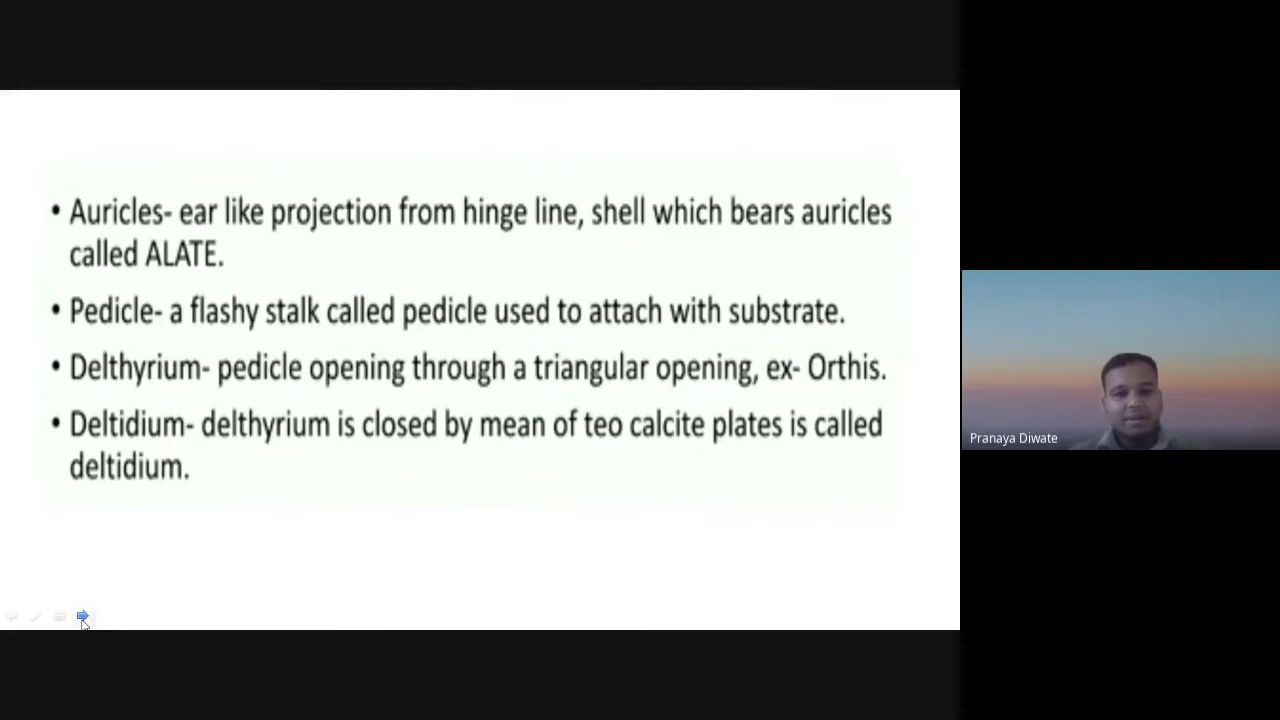 • Auricles- ear like projection from hinge line, shell which bears auricles
called ALATE.
• Pedicle- a flashy stalk called pedicle used to attach with substrate.
• Delthyrium- pedicle opening through a triangular opening, ex- Orthis.
• Deltidium- delthyrium is closed by mean of teo calcite plates is called
deltidium.
Pranaya Diwate